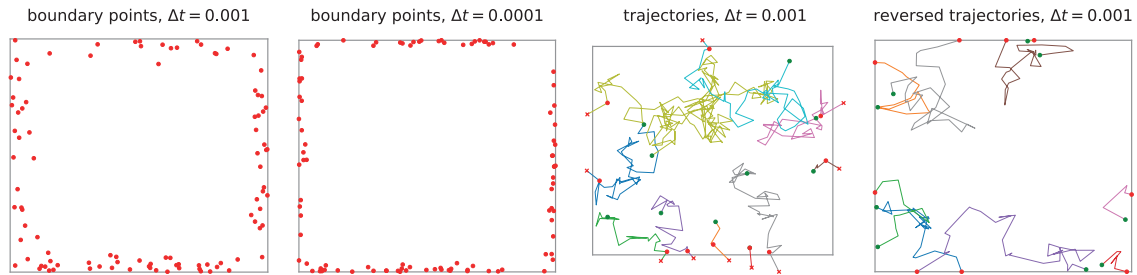 boundary points, Δt = 0.001
boundary points, Δt = 0.0001
trajectories, Δt = 0.001
reversed trajectories, Δt = 0.001